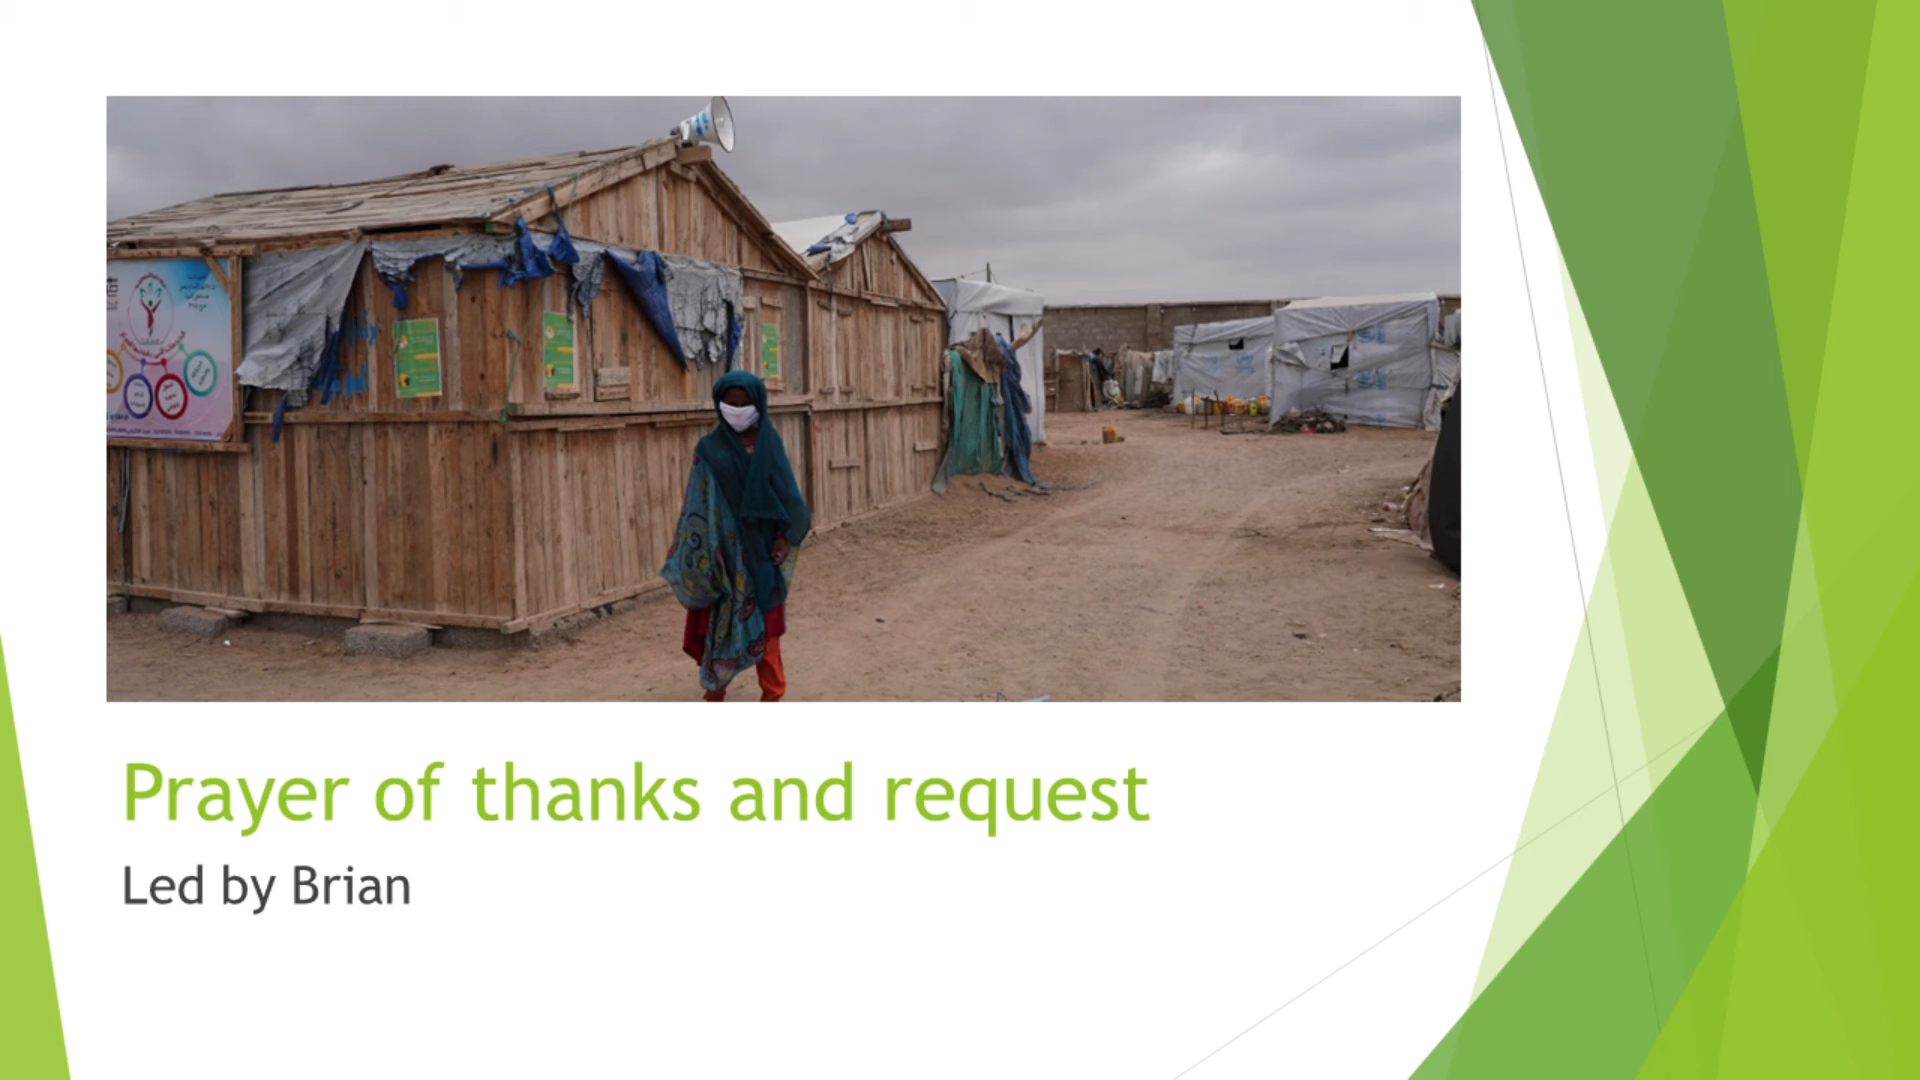 Prayer of thanks and request
Led by Brian